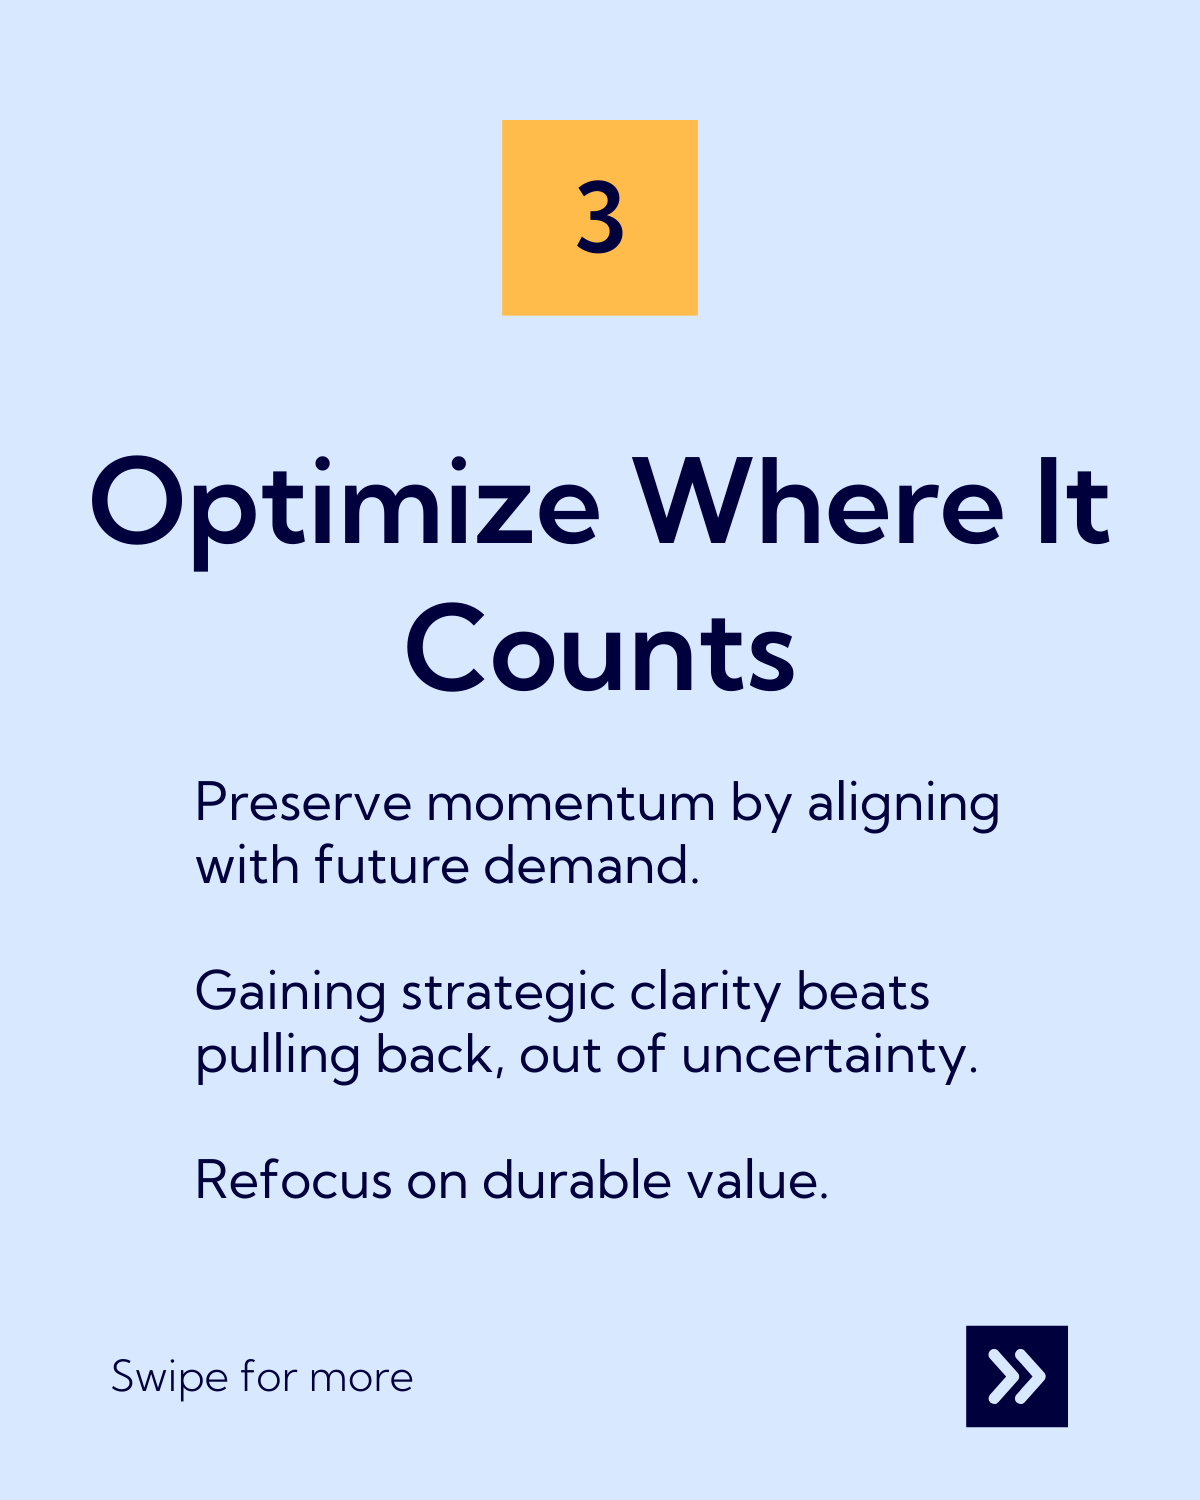 3
Optimize Where It
Counts
Preserve momentum by aligning
with future demand.
Gaining strategic clarity beats
pulling back, out of uncertainty.
Refocus on durable value.
Swipe for more